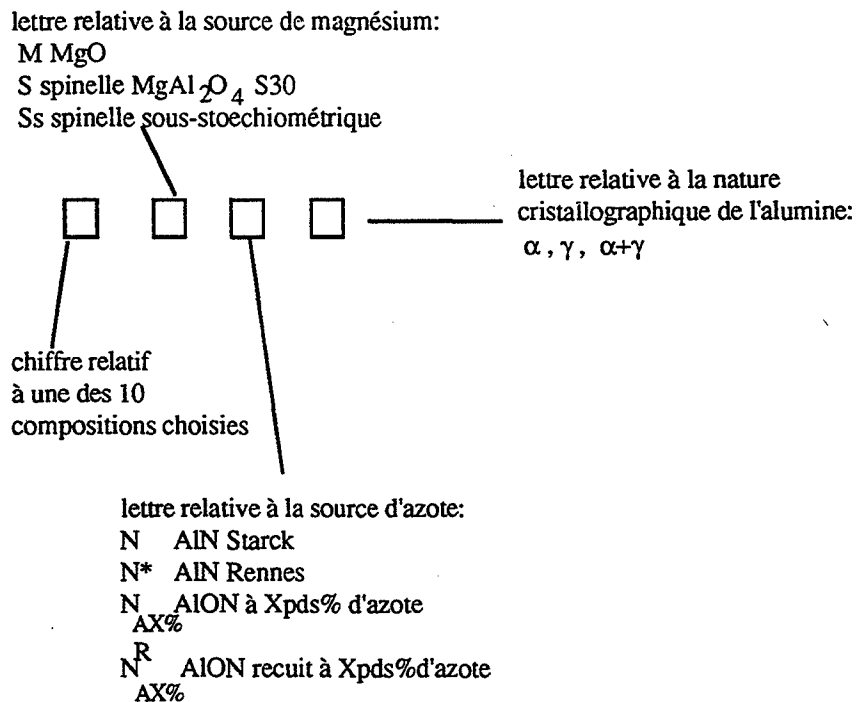 lettre relative à la source de magnésium:
M MgO
S spinelle MgAl2O4 S30
Ss spinelle sous-stoechiométrique
lettre relative à la nature
cristallographique de l'alumine:
α , γ, α+γ
chiffre relatif
à une des 10
compositions choisies
lettre relative à la source d'azote:
N AlN Starck
N* AlN Rennes
N AX% AlON à Xpds% d'azote
N R AX% AlON recuit à Xpds%d'azote